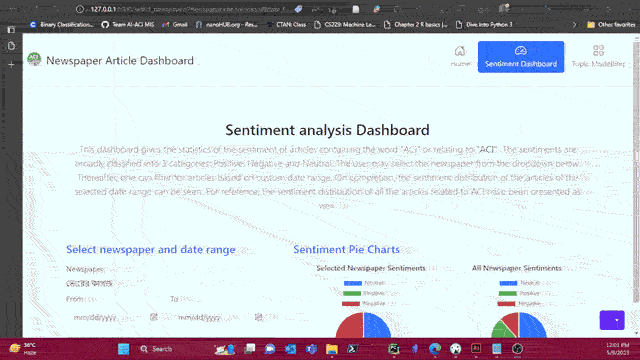 127.0.0.1
Binary Classification...
Team AI-ACI MIS
Gmail
nanoHUB.org - Res...
CTAN: Class
CS229: Machine Le...
Chapter 2 R basics |...
Dive Into Python 3
Other favorites
Newspaper Article Dashboard
Home
Sentiment Dashboard
Topic Modelling
Sentiment analysis Dashboard
This dashboard gives the statistics of the sentiment of articles containing the word "ACI" or relating to "ACI". The sentiments are
broadly classified into 3 categories: Positive, Negative and Neutral. The user may select the newspaper from the dropdown below.
Thereafter, one can filter for articles based on custom date range. On completion, the sentiment distribution of the articles of the
selected date range can be seen. For reference, the sentiment distribution of all the articles related to ACI have been presented as
well.
Select newspaper and date range
Sentiment Pie Charts
Newspaper:
From:
To:
mm/dd/yyyy
mm/dd/yyyy
Selected Newspaper Sentiments
Neutral
Positive
Negative
All Newspaper Sentiments
Neutral
Positive
Negative
36°C
Haze
Search
12:01 PM
5/9/2023